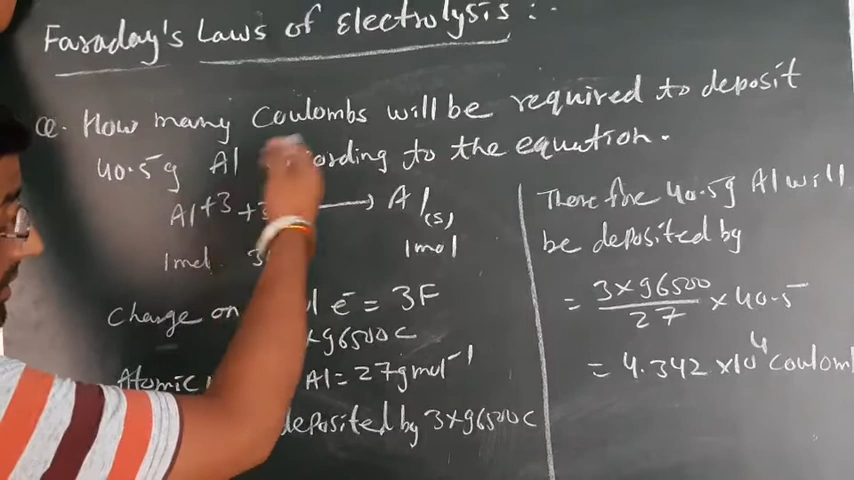 Faraday's Laws of electrolysis :-
Q. How many Coulombs will be required to deposit
40.5g Al according to the equation.
Al+3 +3 → Al(s)
1mol 3 1mol
Charge on e- = 3F
×96500C
Atomic Al = 27gmol-1
deposited by 3×96500C
Therefore 40.5g Al will
be deposited by
= 3×96500/27 ×40.5
= 4.342 ×10^4 coulom